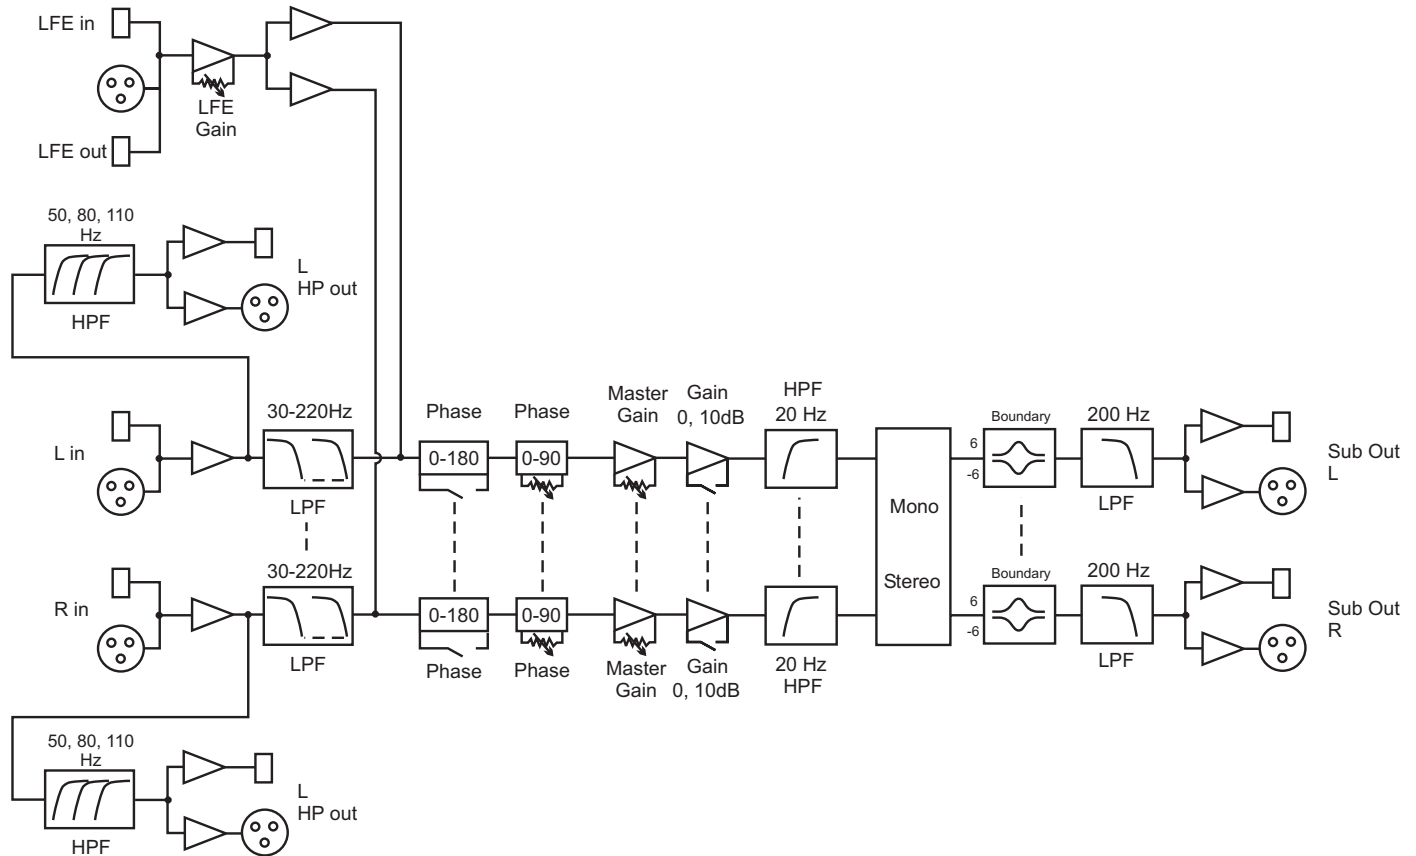 LFE in
LFE
Gain
LFE out
50, 80, 110
Hz
HPF
L
HP out
L in
30-220Hz
LPF
Phase
0-180
Phase
0-90
Master
Gain
Gain
0, 10dB
HPF
20 Hz
Mono
Stereo
Boundary
6
-6
200 Hz
LPF
Sub Out
L
R in
30-220Hz
LPF
0-180
Phase
0-90
Phase
Master
Gain
Gain
0, 10dB
20 Hz
HPF
Boundary
6
-6
200 Hz
LPF
Sub Out
R
50, 80, 110
Hz
HPF
L
HP out